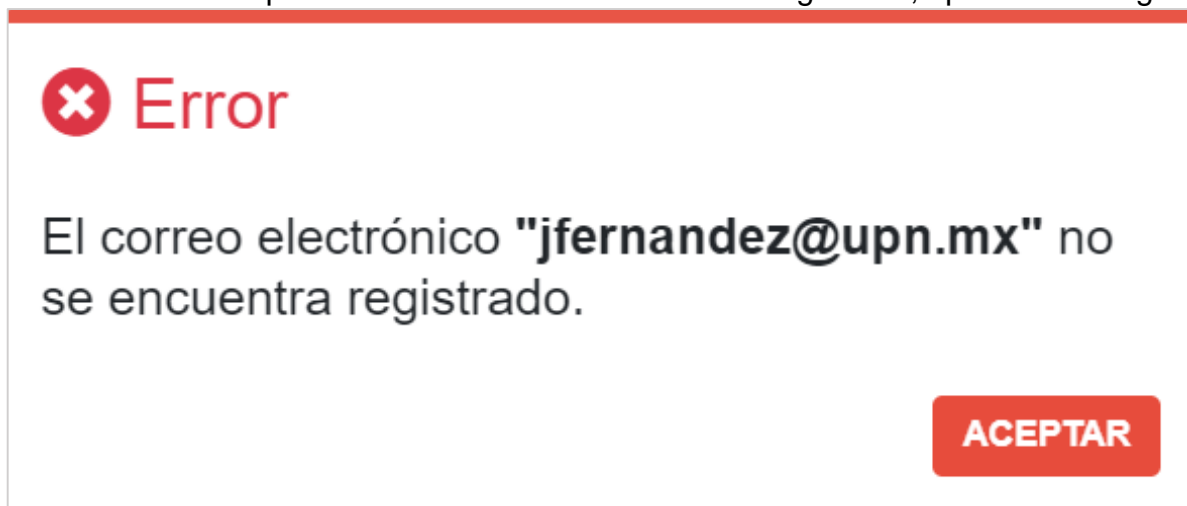 Error
El correo electrónico "jfernandez@upn.mx" no
se encuentra registrado.
ACEPTAR